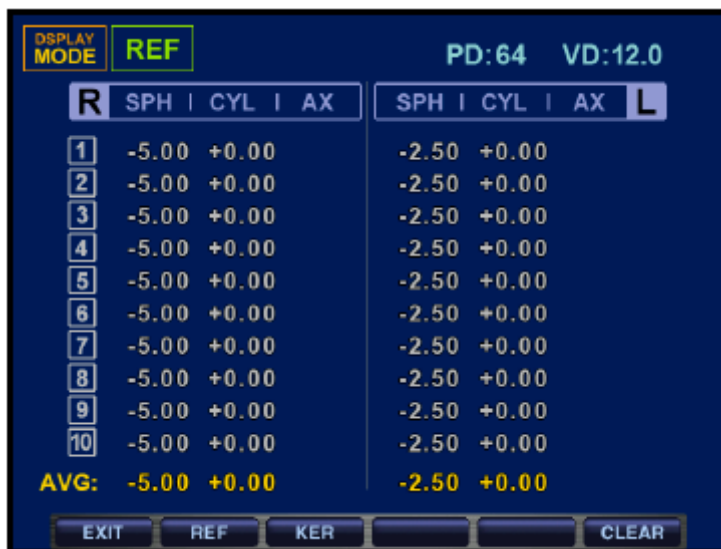 DSPLAY
MODE REF PD:64 VD:12.0
R SPH | CYL | AX SPH | CYL | AX L
1 -5.00 +0.00 -2.50 +0.00
2 -5.00 +0.00 -2.50 +0.00
3 -5.00 +0.00 -2.50 +0.00
4 -5.00 +0.00 -2.50 +0.00
5 -5.00 +0.00 -2.50 +0.00
6 -5.00 +0.00 -2.50 +0.00
7 -5.00 +0.00 -2.50 +0.00
8 -5.00 +0.00 -2.50 +0.00
9 -5.00 +0.00 -2.50 +0.00
10 -5.00 +0.00 -2.50 +0.00
AVG: -5.00 +0.00 -2.50 +0.00
EXIT REF KER CLEAR